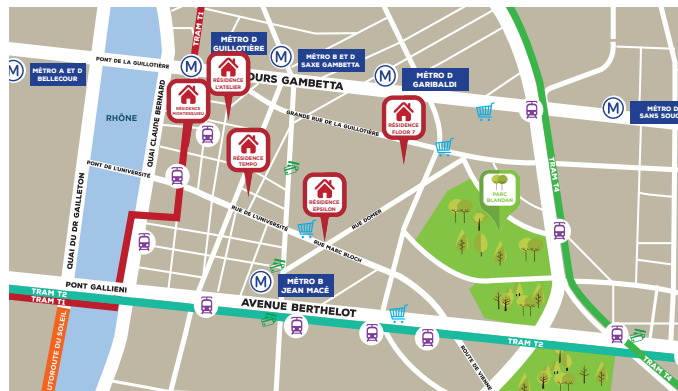 TRAM T1
MÉTRO D
GUILLOTIÈRE
PONT DE LA GUILLOTIÈRE
M
M
MÉTRO B ET D
SAXE GAMBETTA
M
MÉTRO A ET D
BELLECOUR
M
MÉTRO D
GARIBALDI
RÉSIDENCE
L'ATELIER
OURS GAMBETTA
QUAI CLAUDE BERNARD
RÉSIDENCE
MONTESQUIEU
M
MÉTRO D
SANS SOUC
RHÔNE
GRANDE RUE DE LA GUILLOTIÈRE
RÉSIDENCE
FLOOR 7
PONT DE L'UNIVERSITÉ
RÉSIDENCE
TEMPO
TRAM T4
QUAI DU DR GAILLETON
RÉSIDENCE
EPSILON
PARC
BLANDAN
RUE DE L'UNIVERSITÉ
RUE DOMER
RUE MARC BLOCH
PONT GALLIENI
M
MÉTRO B
JEAN MACÉ
TRAM T2
TRAM T1
AVENUE BERTHELOT
UTOROUTE DU SOLEIL
TRAM T2
ROUTE DE VIENNE
TRAM T4